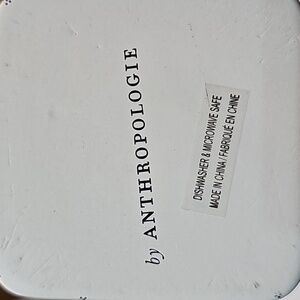 by ANTHROPOLOGIE
DISHWASHER & MICROWAVE SAFE
MADE IN CHINA / FABRIQUÉ EN CHINE